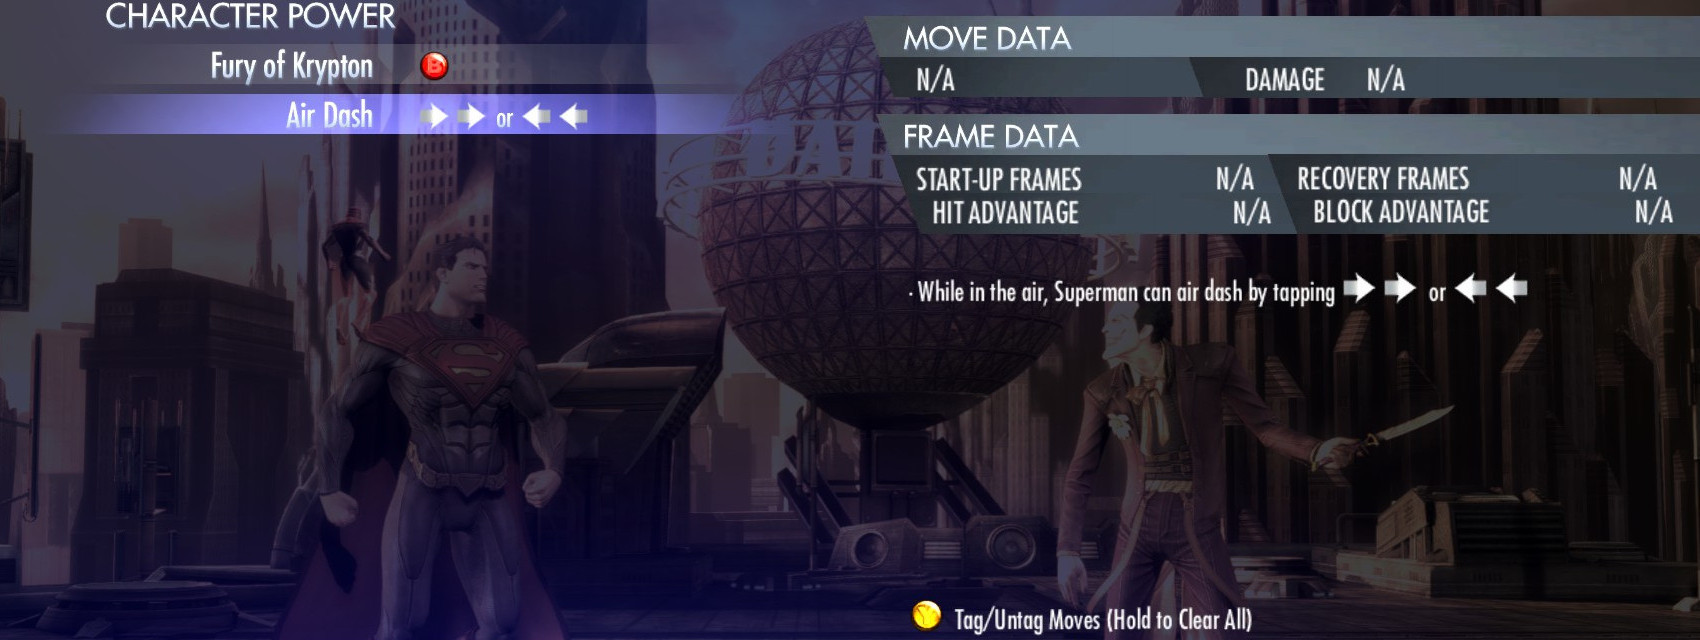 CHARACTER POWER
Fury of Krypton B
Air Dash or
MOVE DATA
N/A DAMAGE N/A
FRAME DATA
START-UP FRAMES N/A RECOVERY FRAMES N/A
HIT ADVANTAGE N/A BLOCK ADVANTAGE N/A
· While in the air, Superman can air dash by tapping or
Y Tag/Untag Moves (Hold to Clear All)